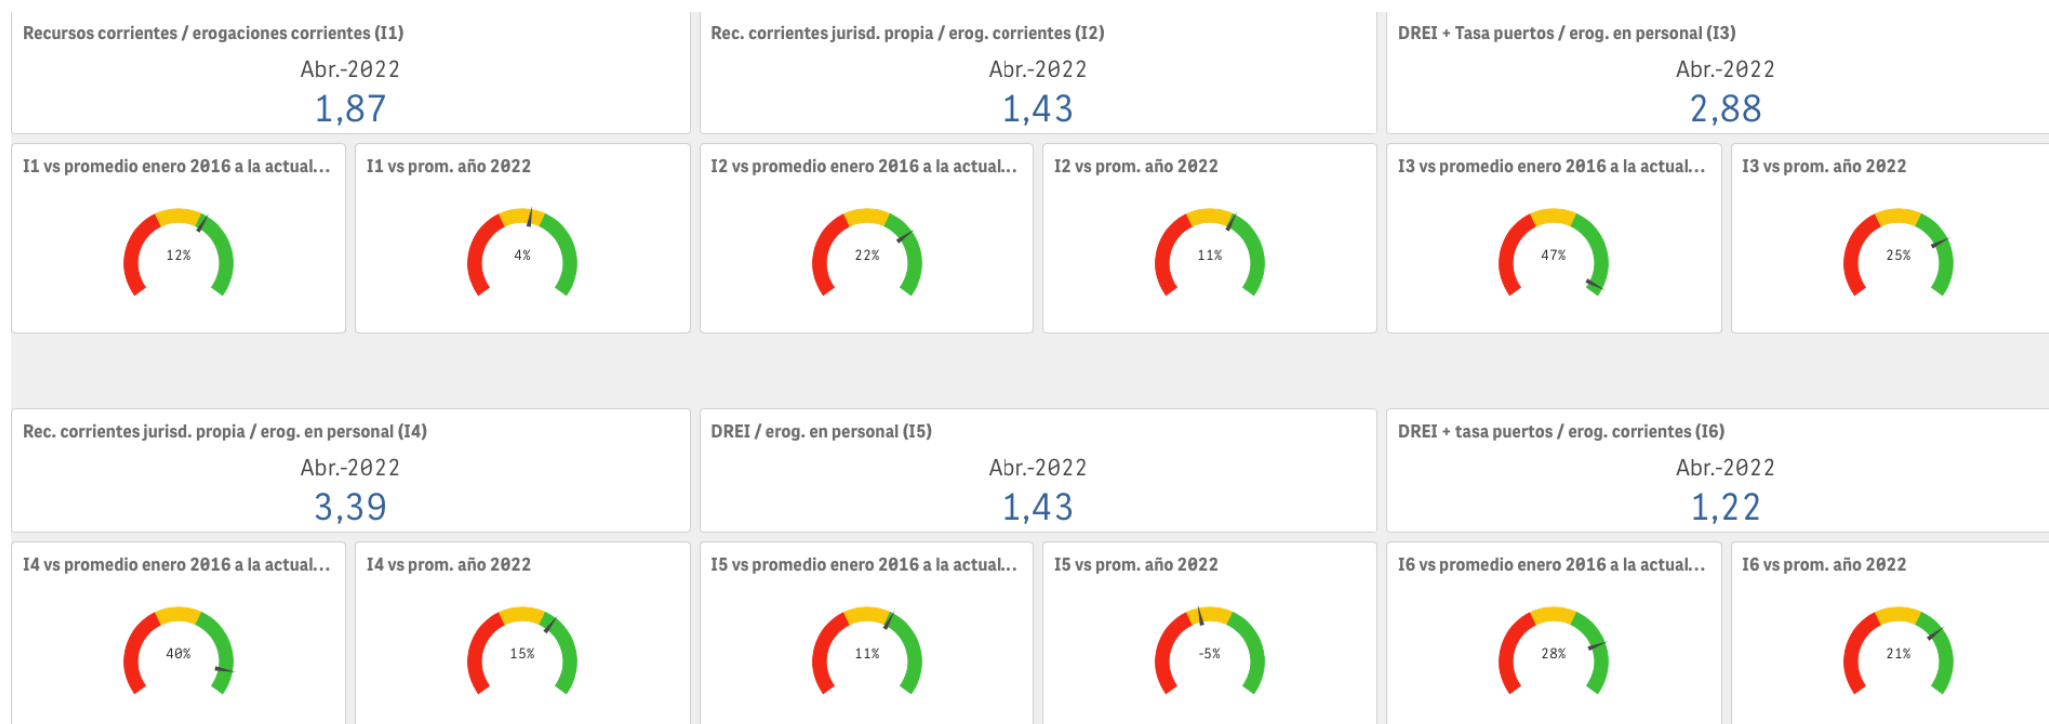 Recursos corrientes / erogaciones corrientes (I1)
Abr.-2022
1,87
Rec. corrientes jurisd. propia / erog. corrientes (I2)
Abr.-2022
1,43
DREI + Tasa puertos / erog. en personal (I3)
Abr.-2022
2,88
I1 vs promedio enero 2016 a la actual...
12%
I1 vs prom. año 2022
4%
I2 vs promedio enero 2016 a la actual...
22%
I2 vs prom. año 2022
11%
I3 vs promedio enero 2016 a la actual...
47%
I3 vs prom. año 2022
25%
Rec. corrientes jurisd. propia / erog. en personal (I4)
Abr.-2022
3,39
DREI / erog. en personal (I5)
Abr.-2022
1,43
DREI + tasa puertos / erog. corrientes (I6)
Abr.-2022
1,22
I4 vs promedio enero 2016 a la actual...
40%
I4 vs prom. año 2022
15%
I5 vs promedio enero 2016 a la actual...
11%
I5 vs prom. año 2022
-5%
I6 vs promedio enero 2016 a la actual...
28%
I6 vs prom. año 2022
21%